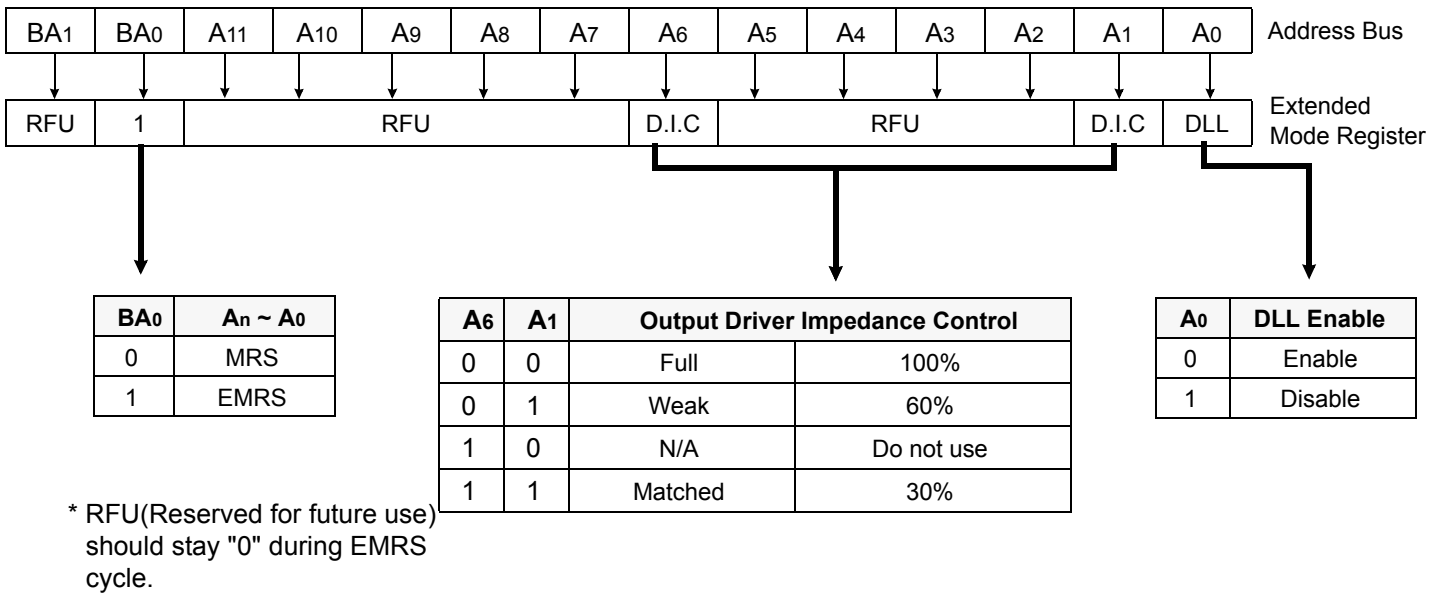 BA1 BA0 A11 A10 A9 A8 A7 A6 A5 A4 A3 A2 A1 A0 Address Bus
RFU 1 RFU D.I.C RFU D.I.C DLL Extended
Mode Register
BA0 An ~ A0
0 MRS
1 EMRS
A6 A1 Output Driver Impedance Control
0 0 Full 100%
0 1 Weak 60%
1 0 N/A Do not use
1 1 Matched 30%
A0 DLL Enable
0 Enable
1 Disable
* RFU(Reserved for future use)
should stay "0" during EMRS
cycle.